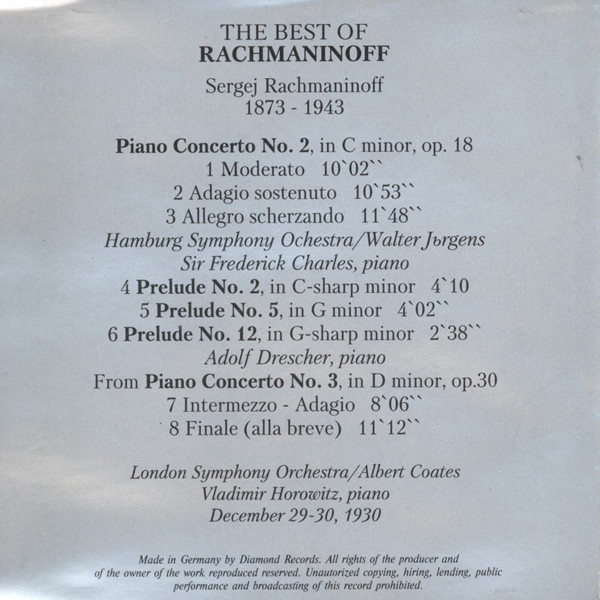 THE BEST OF
RACHMANINOFF
Sergej Rachmaninoff
1873 - 1943
Piano Concerto No. 2, in C minor, op. 18
1 Moderato 10`02``
2 Adagio sostenuto 10`53``
3 Allegro scherzando 11`48``
Hamburg Symphony Ochestra/Walter Jьrgens
Sir Frederick Charles, piano
4 Prelude No. 2, in C-sharp minor 4`10
5 Prelude No. 5, in G minor 4`02``
6 Prelude No. 12, in G-sharp minor 2`38``
Adolf Drescher, piano
From Piano Concerto No. 3, in D minor, op.30
7 Intermezzo - Adagio 8`06``
8 Finale (alla breve) 11`12``
London Symphony Orchestra/Albert Coates
Vladimir Horowitz, piano
December 29-30, 1930
Made in Germany by Diamond Records. All rights of the producer and
of the owner of the work reproduced reserved. Unautorized copying, hiring, lending, public
performance and broadcasting of this record prohibited.